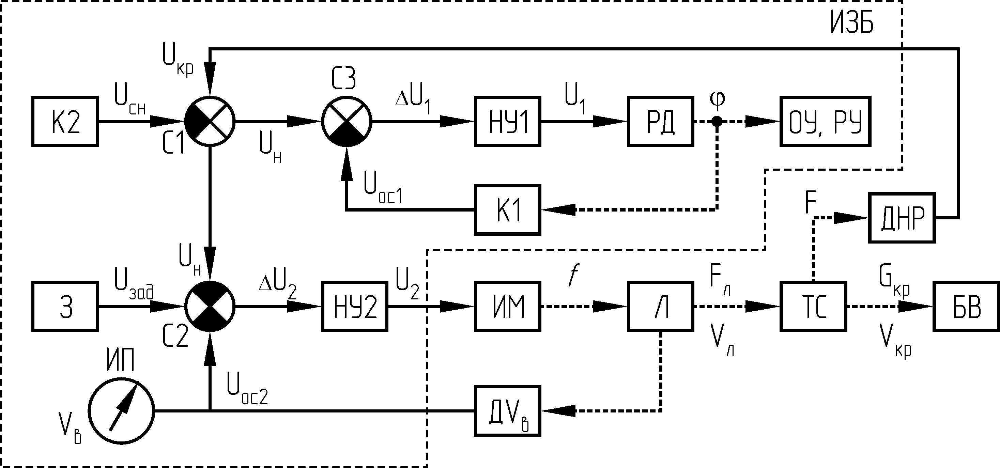 ИЗБ
Uкр
С3
Uсн
ΔU1
U1
φ
К2
НУ1
РД
ОУ, РУ
С1
Uн
Uос1
К1
F
ДНР
Uн
Uзад
ΔU2
U2
f
Fл
Gкр
З
НУ2
ИМ
Л
ТС
БВ
С2
Vл
Vкр
ИП
Uос2
Vв
ДVв